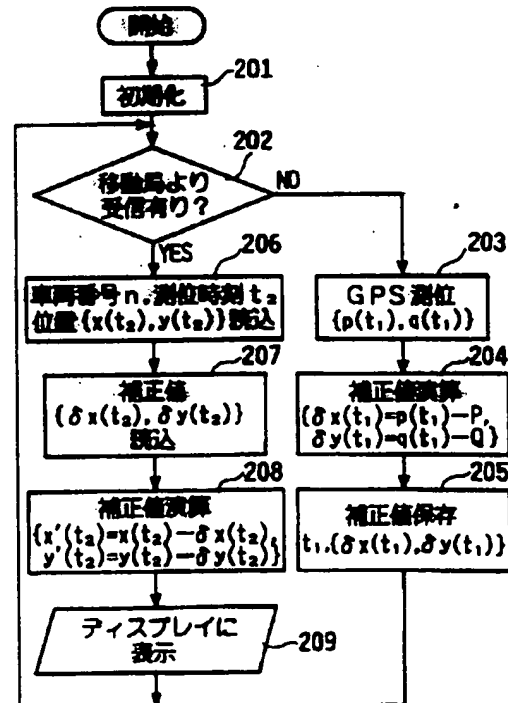 開始
201
初期化
202
移動局より
受信有り?
NO
YES
206
車両番号n.測位時刻t₂
位置{x(t₂),y(t₂)}読込
207
補正値
{δx(t₂),δy(t₂)}
読込
208
補正値演算
{x'(t₂)=x(t₂)-δx(t₂),
y'(t₂)=y(t₂)-δy(t₂)}
ディスプレイに
表示
209
203
GPS測位
{p(t₁),q(t₁)}
204
補正値演算
{δx(t₁)=p(t₁)-P,
δy(t₁)=q(t₁)-Q}
205
補正値保存
t₁.{δx(t₁),δy(t₁)}